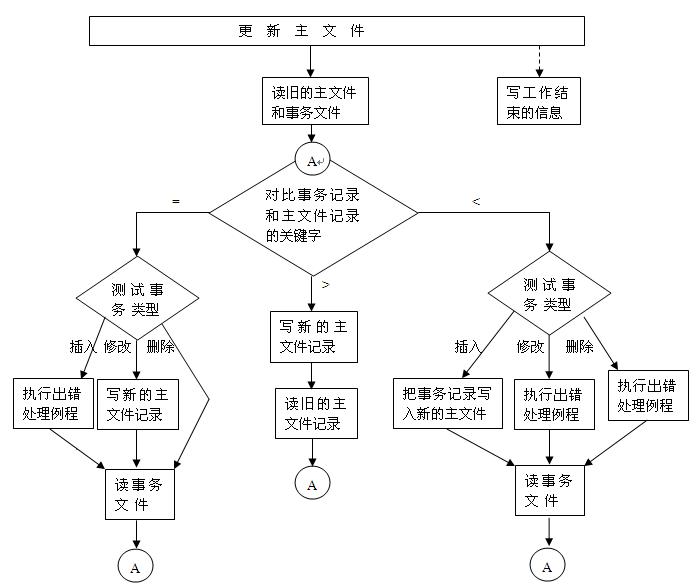 更 新 主 文 件
读旧的主文件
和事务文件
写工作结
束的信息
A
对比事务记录
和主文件记录
的关键字
=
<
>
测 试 事
务 类型
测 试 事
务 类型
写 新 的 主
文件记录
插入 修改 删除
插入 修改 删除
执行出错
处理例程
写新的主
文件记录
读旧的主
文件记录
把事务记录写
入新的主文件
执行出错
处理例程
执行出错
处理例程
读 事 务
文 件
读事务
文 件
A
A
A